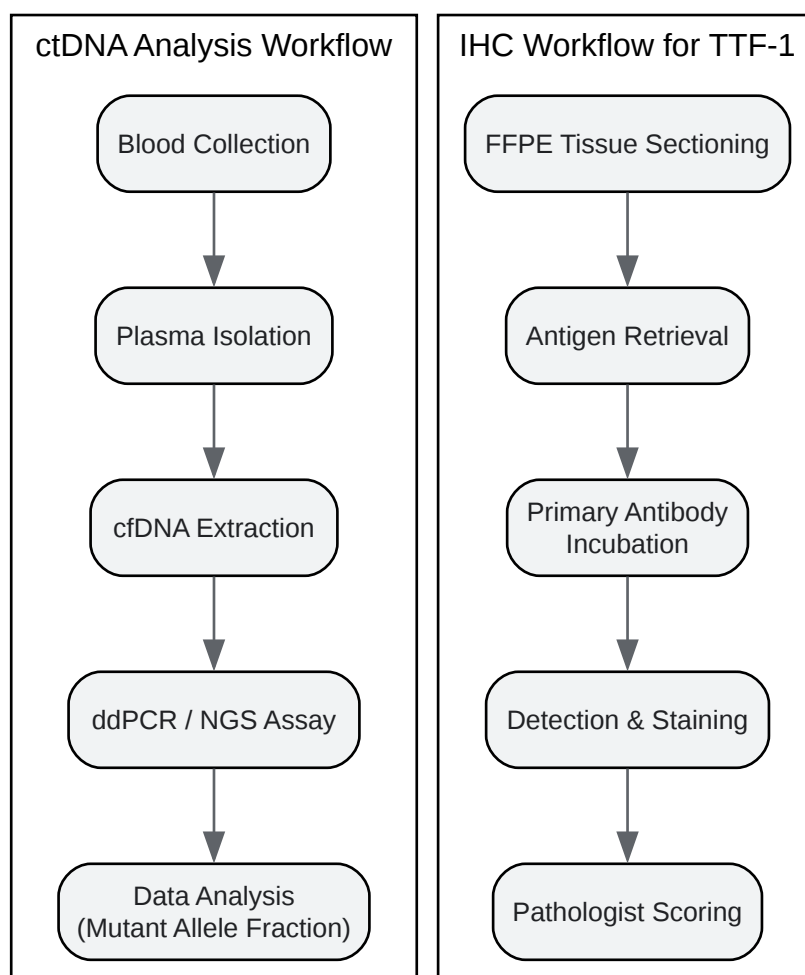 ctDNA Analysis Workflow
Blood Collection
Plasma Isolation
cfDNA Extraction
ddPCR / NGS Assay
Data Analysis
(Mutant Allele Fraction)
IHC Workflow for TTF-1
FFPE Tissue Sectioning
Antigen Retrieval
Primary Antibody
Incubation
Detection & Staining
Pathologist Scoring